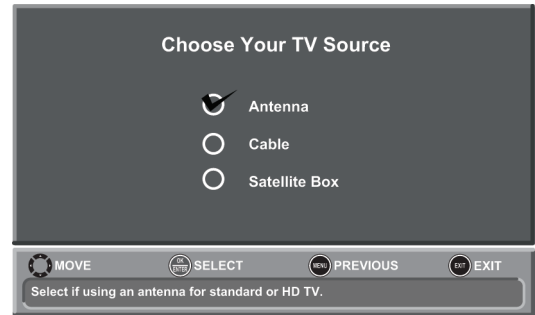 Choose Your TV Source
Antenna
Cable
Satellite Box
MOVE OK ENTER SELECT MENU PREVIOUS EXIT EXIT
Select if using an antenna for standard or HD TV.